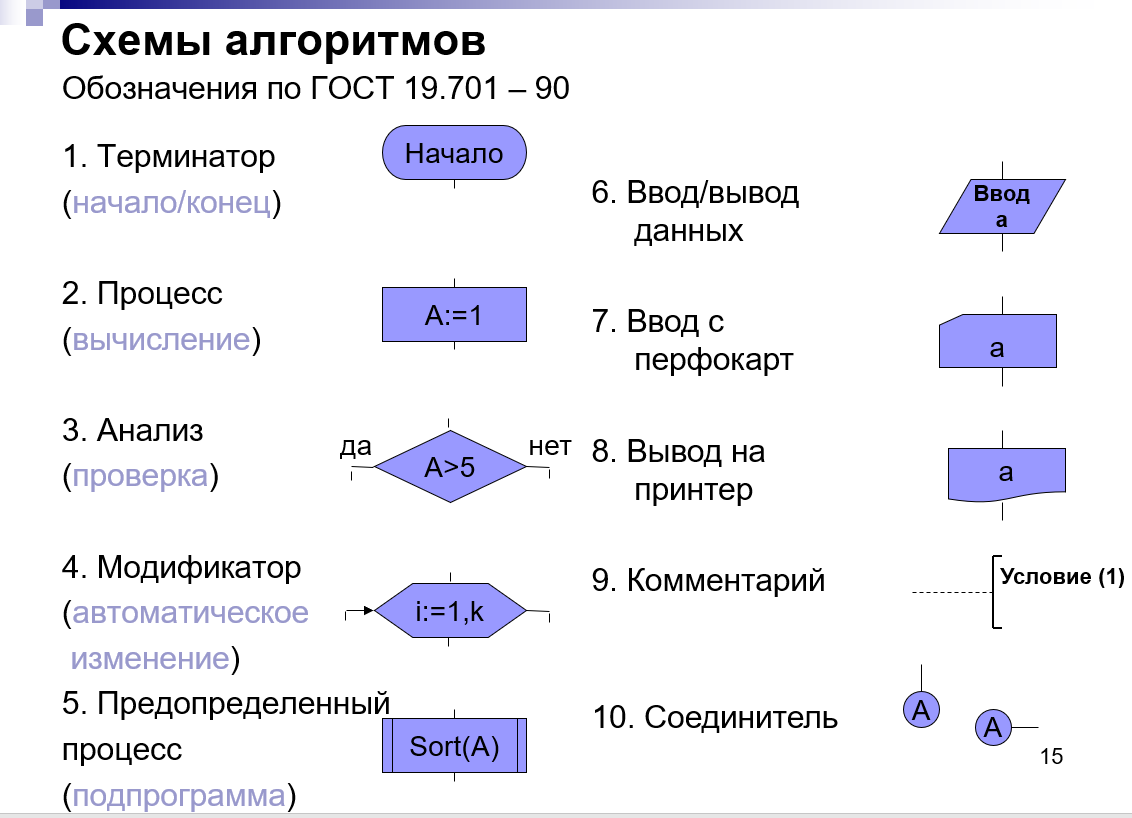 Схемы алгоритмов
Обозначения по ГОСТ 19.701 – 90
1. Терминатор
(начало/конец)
Начало
2. Процесс
(вычисление)
A:=1
3. Анализ
(проверка)
да
A>5
нет
4. Модификатор
(автоматическое
изменение)
i:=1,k
5. Предопределенный
процесс
(подпрограмма)
Sort(A)
6. Ввод/вывод
данных
Ввод
a
7. Ввод с
перфокарт
a
8. Вывод на
принтер
a
9. Комментарий
Условие (1)
10. Соединитель
A
A
15